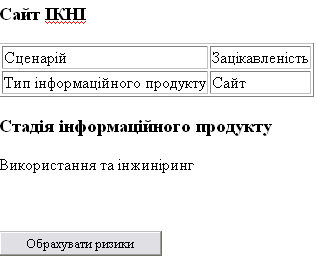 Сайт ІКНІ
Сценарій Зацікавленість
Тип інформаційного продукту Сайт
Стадія інформаційного продукту
Використання та інжиніринг
Обрахувати ризики